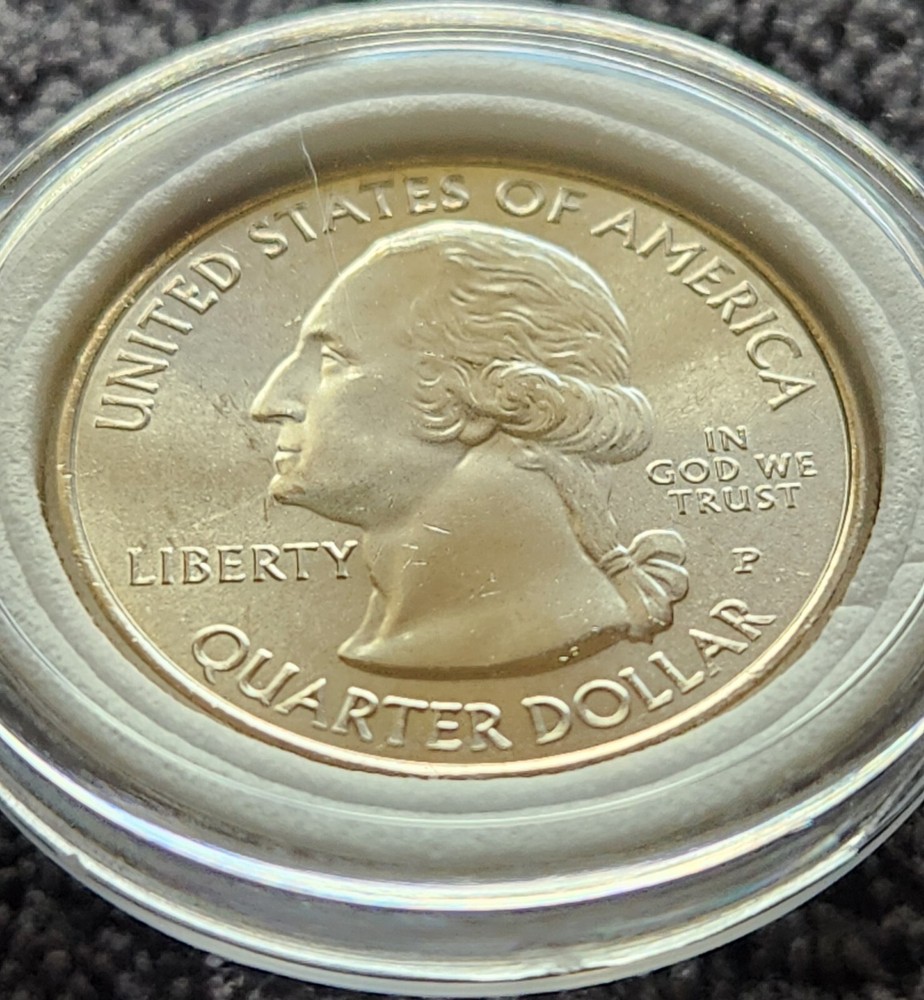 UNITED STATES OF AMERICA
IN
GOD WE
TRUST
LIBERTY
P
QUARTER DOLLAR